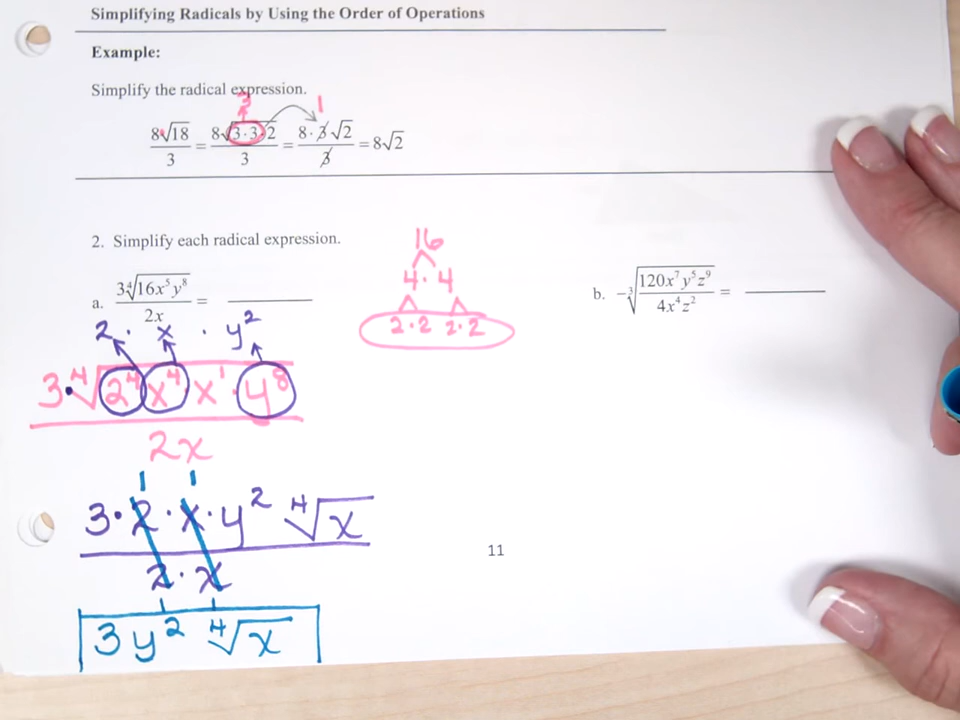 Simplifying Radicals by Using the Order of Operations
Example:
Simplify the radical expression.
3 1
8√18/3 = 8√(3·3·2)/3 = 8·3√2/3 = 8√2
2. Simplify each radical expression.
a. 3∜(16x⁵y⁸)/(2x) = ________
16
4 · 4
2·2 2·2
b. −∛(120x⁷y⁵z⁹/(4x⁴z²)) = ________
2 · x · y²
3·∜(2⁴ x⁴ · x¹ · y⁸)
2x
1 1
3·2·x·y² ∜x
2·x
1 1
3y² ∜x
11